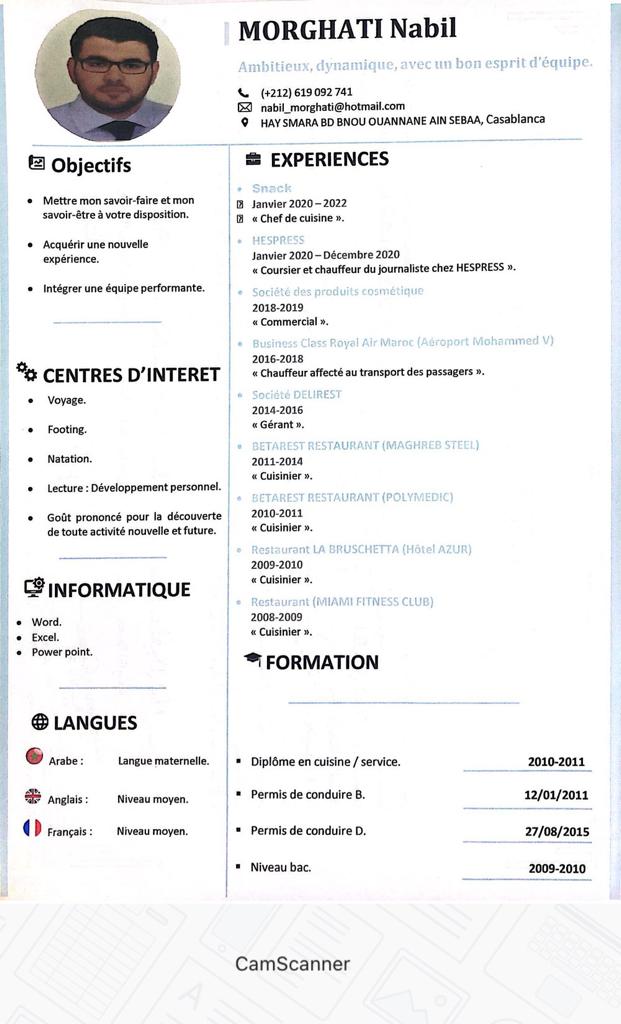 MORGHATI Nabil
Ambitieux, dynamique, avec un bon esprit d'équipe.
(+212) 619 092 741
nabil_morghati@hotmail.com
HAY SMARA BD BNOU OUANNANE AIN SEBAA, Casablanca
Objectifs
• Mettre mon savoir-faire et mon
savoir-être à votre disposition.
• Acquérir une nouvelle
expérience.
• Intégrer une équipe performante.
CENTRES D'INTERET
• Voyage.
• Footing.
• Natation.
• Lecture : Développement personnel.
• Goût prononcé pour la découverte
de toute activité nouvelle et future.
INFORMATIQUE
• Word.
• Excel.
• Power point.
LANGUES
Arabe : Langue maternelle.
Anglais : Niveau moyen.
Français : Niveau moyen.
EXPERIENCES
• Snack
Janvier 2020 – 2022
« Chef de cuisine ».
• HESPRESS
Janvier 2020 – Décembre 2020
« Coursier et chauffeur du journaliste chez HESPRESS ».
• Société des produits cosmétique
2018-2019
« Commercial ».
• Business Class Royal Air Maroc (Aéroport Mohammed V)
2016-2018
« Chauffeur affecté au transport des passagers ».
• Société DELIREST
2014-2016
« Gérant ».
• BETAREST RESTAURANT (MAGHREB STEEL)
2011-2014
« Cuisinier ».
• BETAREST RESTAURANT (POLYMEDIC)
2010-2011
« Cuisinier ».
• Restaurant LA BRUSCHETTA (Hôtel AZUR)
2009-2010
« Cuisinier ».
• Restaurant (MIAMI FITNESS CLUB)
2008-2009
« Cuisinier ».
FORMATION
▪ Diplôme en cuisine / service. 2010-2011
▪ Permis de conduire B. 12/01/2011
▪ Permis de conduire D. 27/08/2015
▪ Niveau bac. 2009-2010
CamScanner